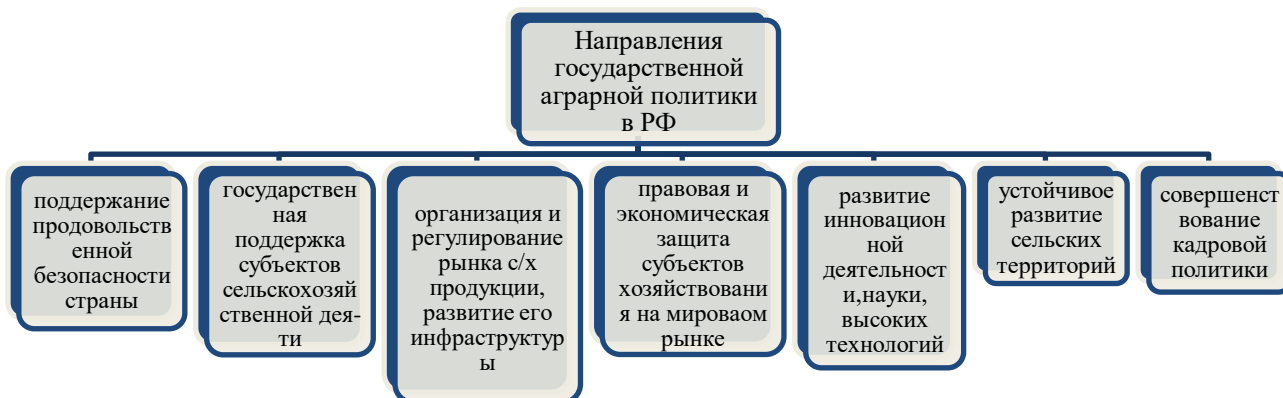 Направления
государственной
аграрной политики
в РФ
поддержание
продовольств
енной
безопасности
страны
государствен
ная
поддержка
субъектов
сельскохозяй
ственной дея-
ти
организация и
регулирование
рынка с/х
продукции,
развитие его
инфраструктур
ы
правовая и
экономическая
защита
субъектов
хозяйствовани
я на мироваом
рынке
развитие
инновацион
ной
деятельност
и,науки,
высоких
технологий
устойчивое
развитие
сельских
территорий
совершенст
вование
кадровой
политики